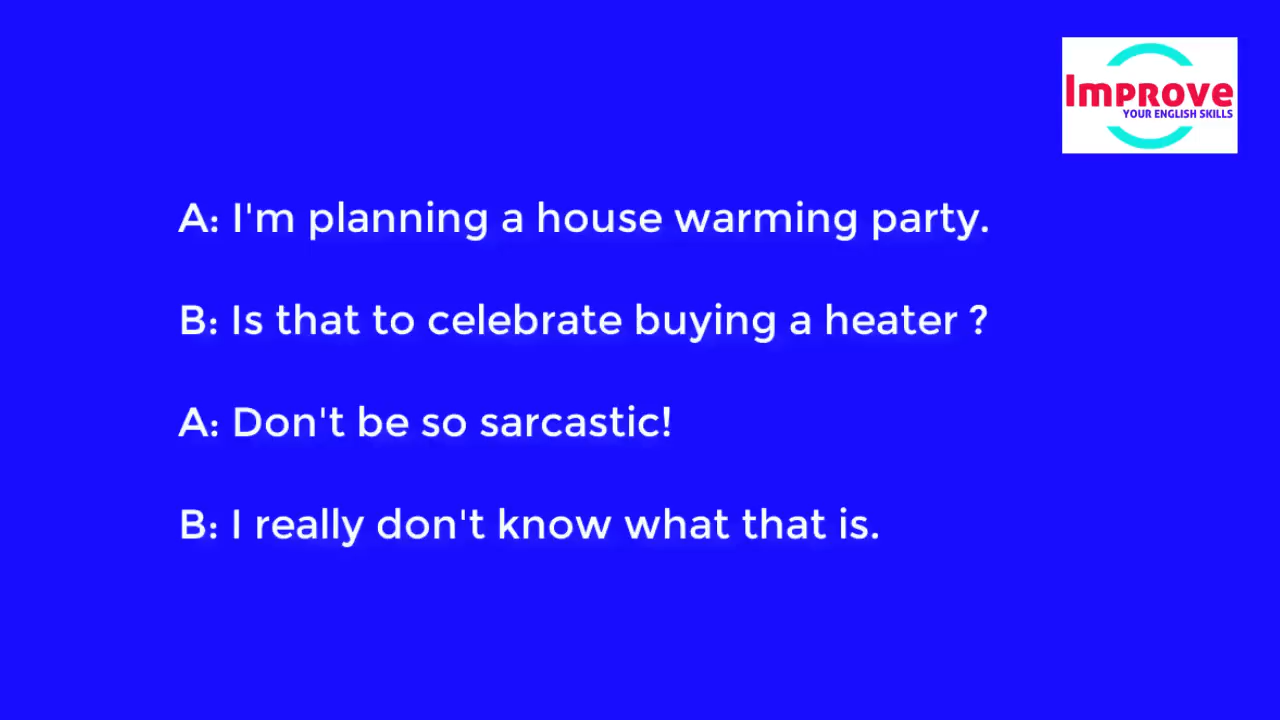 Improve
YOUR ENGLISH SKILLS
A: I'm planning a house warming party.
B: Is that to celebrate buying a heater ?
A: Don't be so sarcastic!
B: I really don't know what that is.